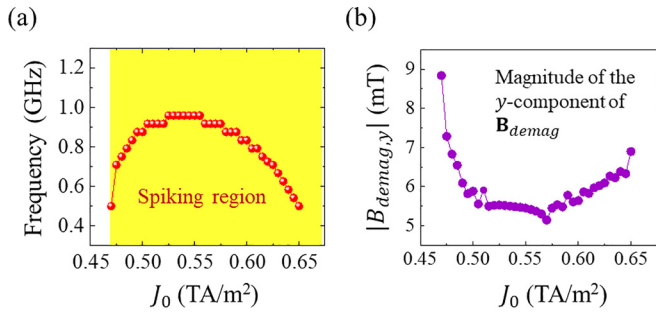 (a)
1.2
1.0
0.8
0.6
0.4
Frequency (GHz)
Spiking region
0.45 0.50 0.55 0.60 0.65
J₀ (TA/m²)
(b)
9
8
7
6
5
|B_demag,y| (mT)
Magnitude of the
y-component of
B_demag
0.45 0.50 0.55 0.60 0.65
J₀ (TA/m²)